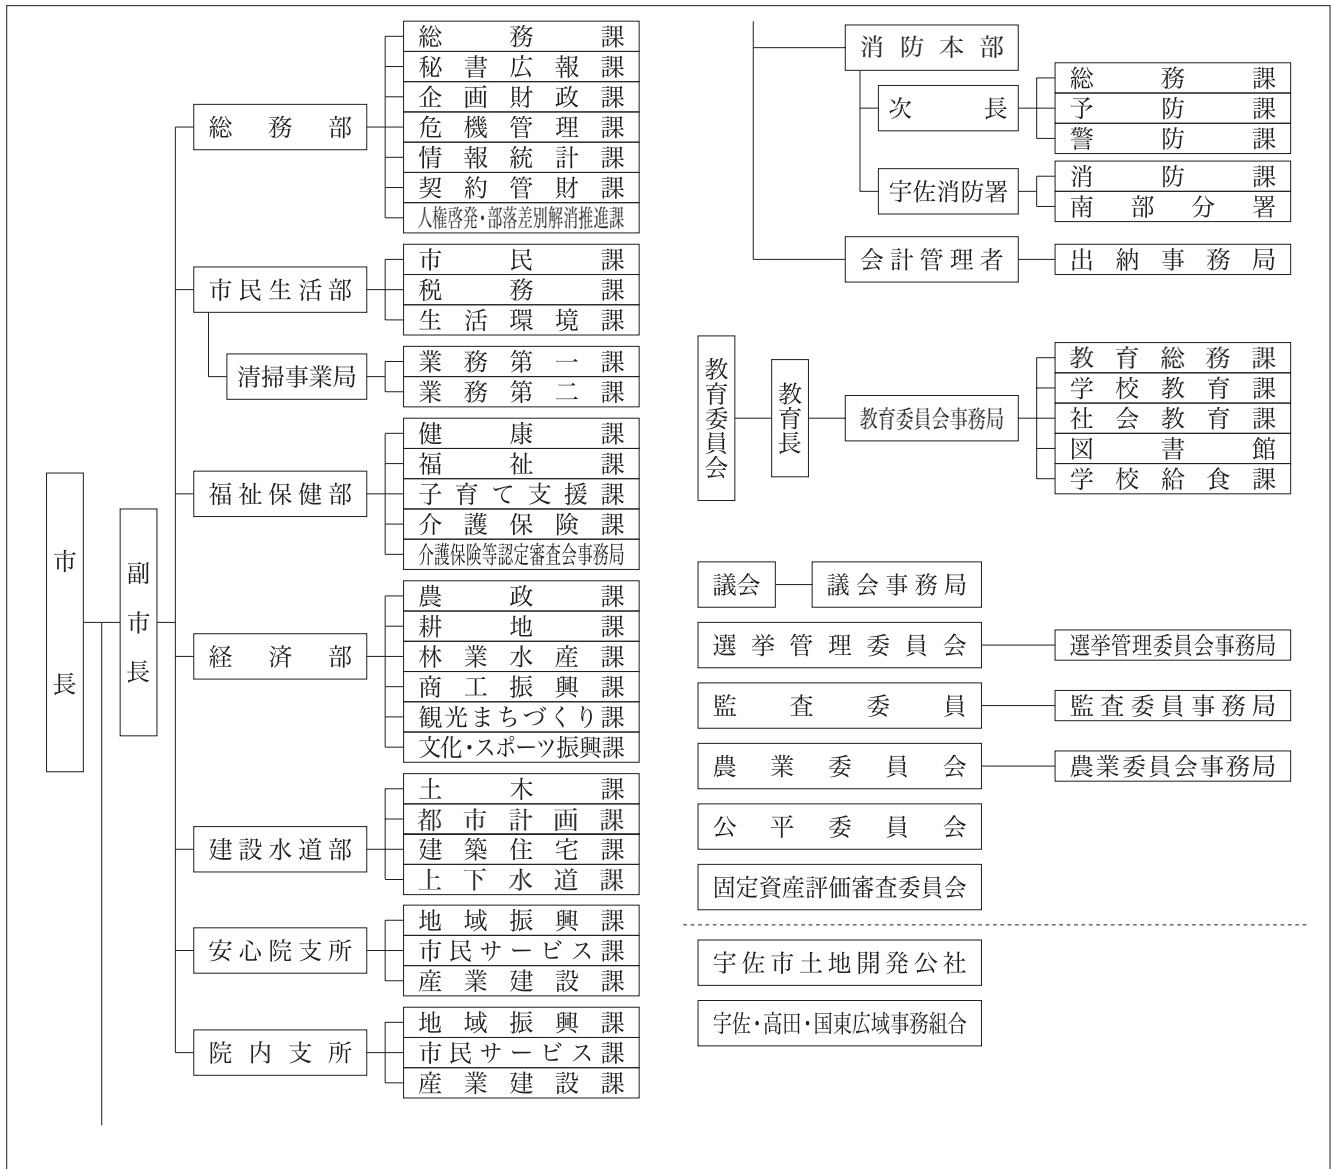 市長
副市長
総務部
総務課
秘書広報課
企画財政課
危機管理課
情報統計課
契約管財課
人権啓発・部落差別解消推進課
市民生活部
市民課
税務課
生活環境課
清掃事業局
業務第一課
業務第二課
福祉保健部
健康課
福祉課
子育て支援課
介護保険課
介護保険等認定審査会事務局
経済部
農政課
耕地課
林業水産課
商工振興課
観光まちづくり課
文化・スポーツ振興課
建設水道部
土木課
都市計画課
建築住宅課
上下水道課
安心院支所
地域振興課
市民サービス課
産業建設課
院内支所
地域振興課
市民サービス課
産業建設課
消防本部
次長
総務課
予防課
警防課
宇佐消防署
消防課
南部分署
会計管理者
出納事務局
教育委員会
教育長
教育委員会事務局
教育総務課
学校教育課
社会教育課
図書館
学校給食課
議会
議会事務局
選挙管理委員会
選挙管理委員会事務局
監査委員
監査委員事務局
農業委員会
農業委員会事務局
公平委員会
固定資産評価審査委員会
宇佐市土地開発公社
宇佐・高田・国東広域事務組合